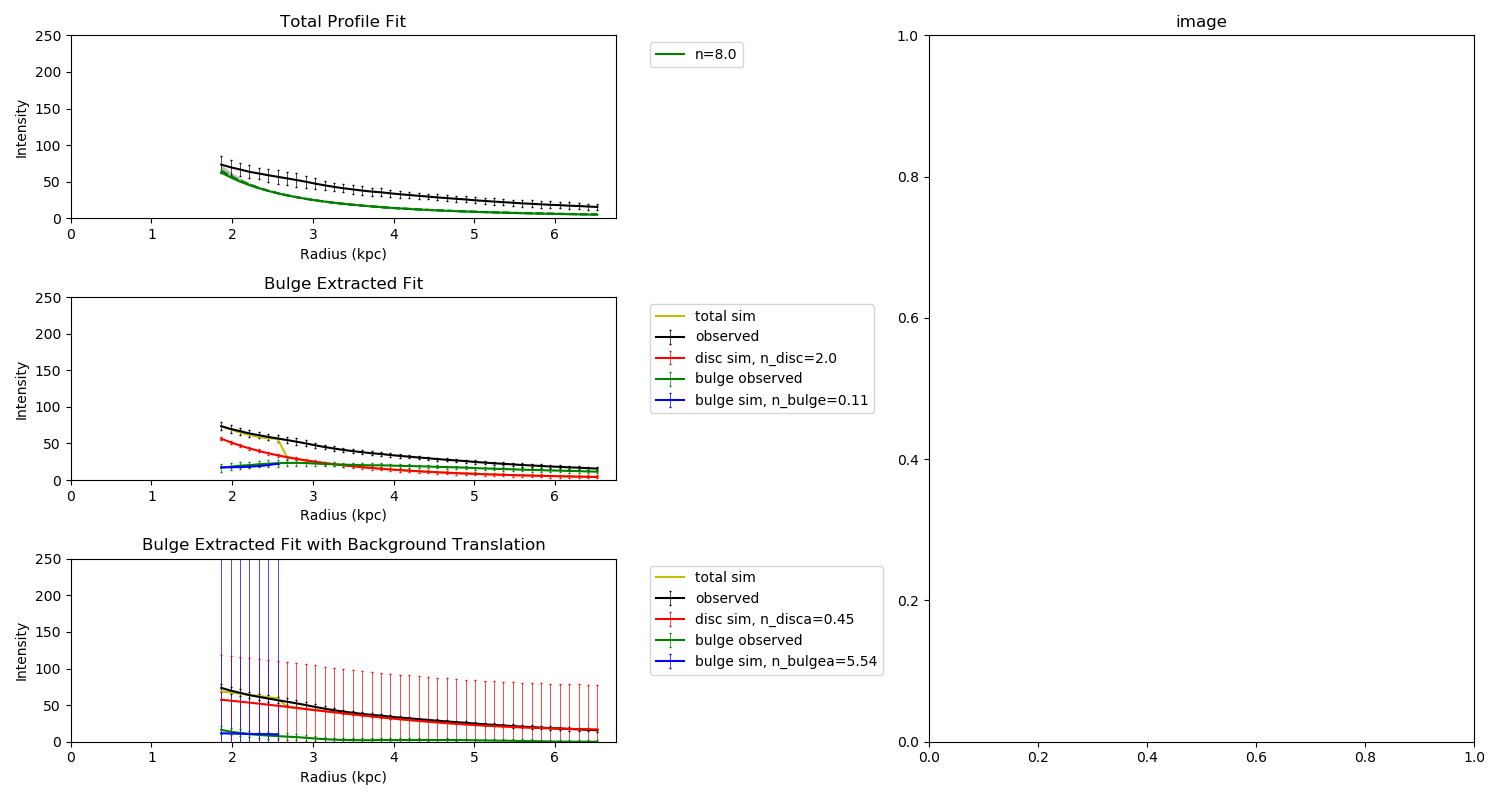 Total Profile Fit
250
200
150
100
50
0
Intensity
0 1 2 3 4 5 6
Radius (kpc)
n=8.0
Bulge Extracted Fit
250
200
150
100
50
0
Intensity
0 1 2 3 4 5 6
Radius (kpc)
total sim
observed
disc sim, n_disc=2.0
bulge observed
bulge sim, n_bulge=0.11
Bulge Extracted Fit with Background Translation
250
200
150
100
50
0
Intensity
0 1 2 3 4 5 6
Radius (kpc)
total sim
observed
disc sim, n_disca=0.45
bulge observed
bulge sim, n_bulgea=5.54
image
1.0
0.8
0.6
0.4
0.2
0.0
0.0 0.2 0.4 0.6 0.8 1.0